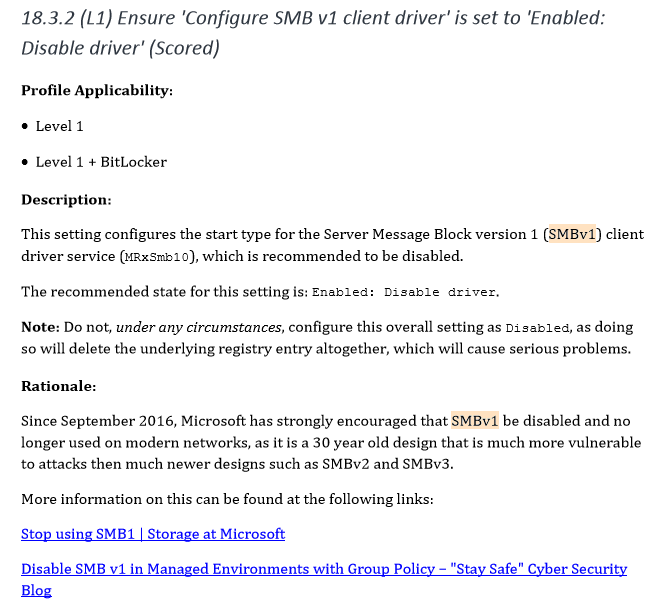 18.3.2 (L1) Ensure 'Configure SMB v1 client driver' is set to 'Enabled:
Disable driver' (Scored)
Profile Applicability:
• Level 1
• Level 1 + BitLocker
Description:
This setting configures the start type for the Server Message Block version 1 (SMBv1) client
driver service (MRxSmb10), which is recommended to be disabled.
The recommended state for this setting is: Enabled: Disable driver.
Note: Do not, under any circumstances, configure this overall setting as Disabled, as doing
so will delete the underlying registry entry altogether, which will cause serious problems.
Rationale:
Since September 2016, Microsoft has strongly encouraged that SMBv1 be disabled and no
longer used on modern networks, as it is a 30 year old design that is much more vulnerable
to attacks then much newer designs such as SMBv2 and SMBv3.
More information on this can be found at the following links:
Stop using SMB1 | Storage at Microsoft
Disable SMB v1 in Managed Environments with Group Policy – "Stay Safe" Cyber Security
Blog